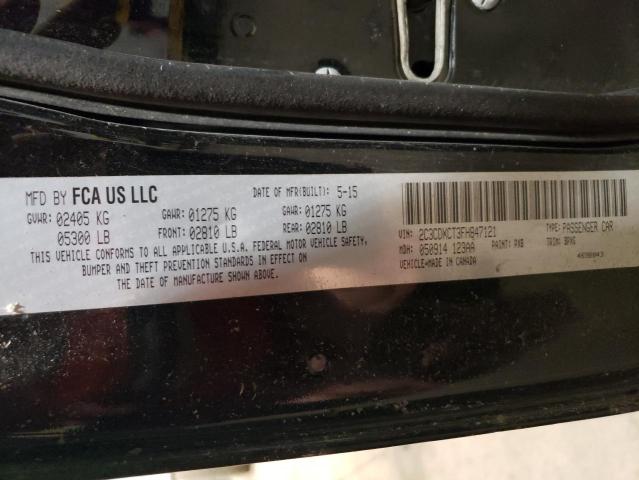 MFD BY FCA US LLC DATE OF MFR(BUILT): 5-15
GVWR: 02405 KG GAWR: 01275 KG GAWR: 01275 KG
05300 LB FRONT: 02810 LB REAR: 02810 LB
THIS VEHICLE CONFORMS TO ALL APPLICABLE U.S.A. FEDERAL MOTOR VEHICLE SAFETY,
BUMPER AND THEFT PREVENTION STANDARDS IN EFFECT ON
THE DATE OF MANUFACTURE SHOWN ABOVE.
VIN: 2C3CDXCT3FH847121 TYPE: PASSENGER CAR
MDH: 050914 123AA PAINT: PX8 TRIM: BPX9
VEHICLE MADE IN CANADA